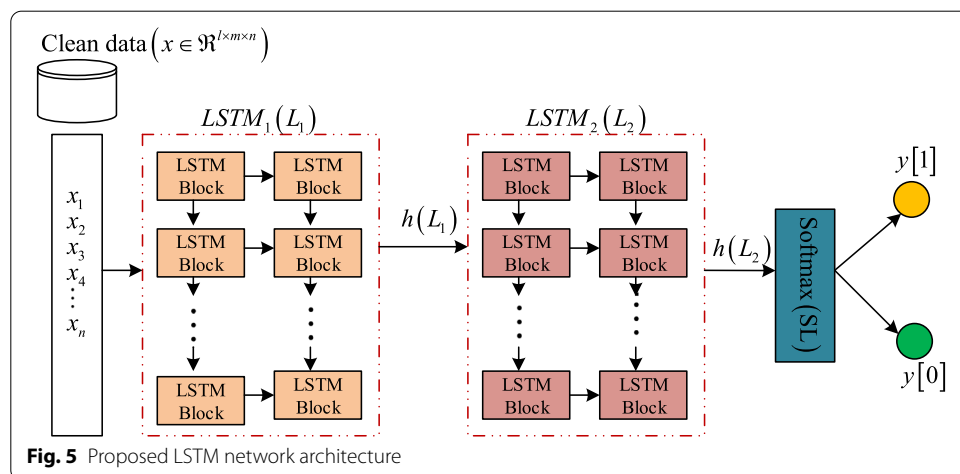 Clean data (x ∈ ℜ^{l×m×n})
LSTM₁(L₁)
LSTM₂(L₂)
x₁
x₂
x₃
x₄
⋮
xₙ
LSTM
Block
LSTM
Block
LSTM
Block
LSTM
Block
LSTM
Block
LSTM
Block
h(L₁)
LSTM
Block
LSTM
Block
LSTM
Block
LSTM
Block
LSTM
Block
LSTM
Block
h(L₂)
Softmax (SL)
y[1]
y[0]
Fig. 5 Proposed LSTM network architecture